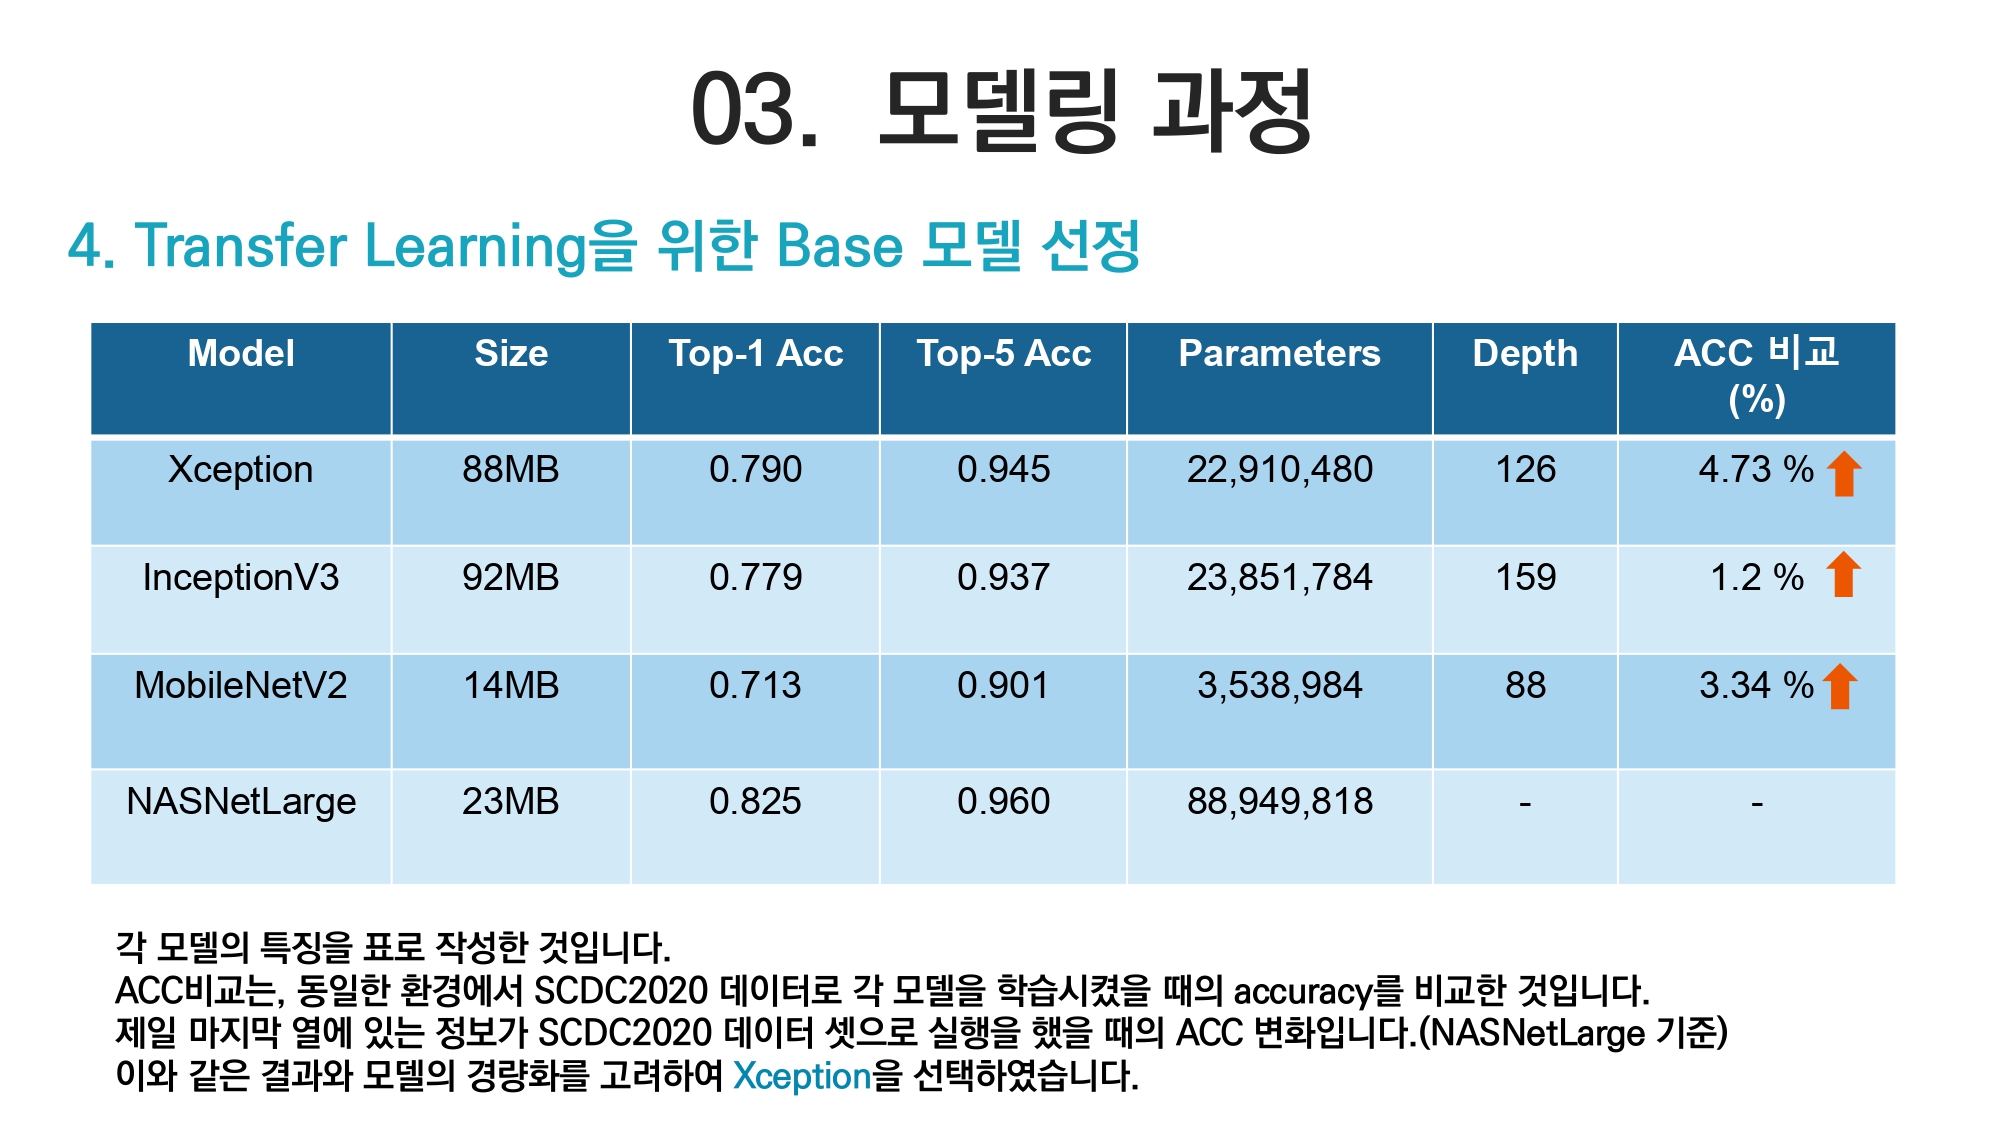 03. 모델링 과정
4. Transfer Learning을 위한 Base 모델 선정
Model Size Top-1 Acc Top-5 Acc Parameters Depth ACC 비교 (%)
Xception 88MB 0.790 0.945 22,910,480 126 4.73 %
InceptionV3 92MB 0.779 0.937 23,851,784 159 1.2 %
MobileNetV2 14MB 0.713 0.901 3,538,984 88 3.34 %
NASNetLarge 23MB 0.825 0.960 88,949,818 - -
각 모델의 특징을 표로 작성한 것입니다.
ACC비교는, 동일한 환경에서 SCDC2020 데이터로 각 모델을 학습시켰을 때의 accuracy를 비교한 것입니다.
제일 마지막 열에 있는 정보가 SCDC2020 데이터 셋으로 실행을 했을 때의 ACC 변화입니다.(NASNetLarge 기준)
이와 같은 결과와 모델의 경량화를 고려하여 Xception을 선택하였습니다.